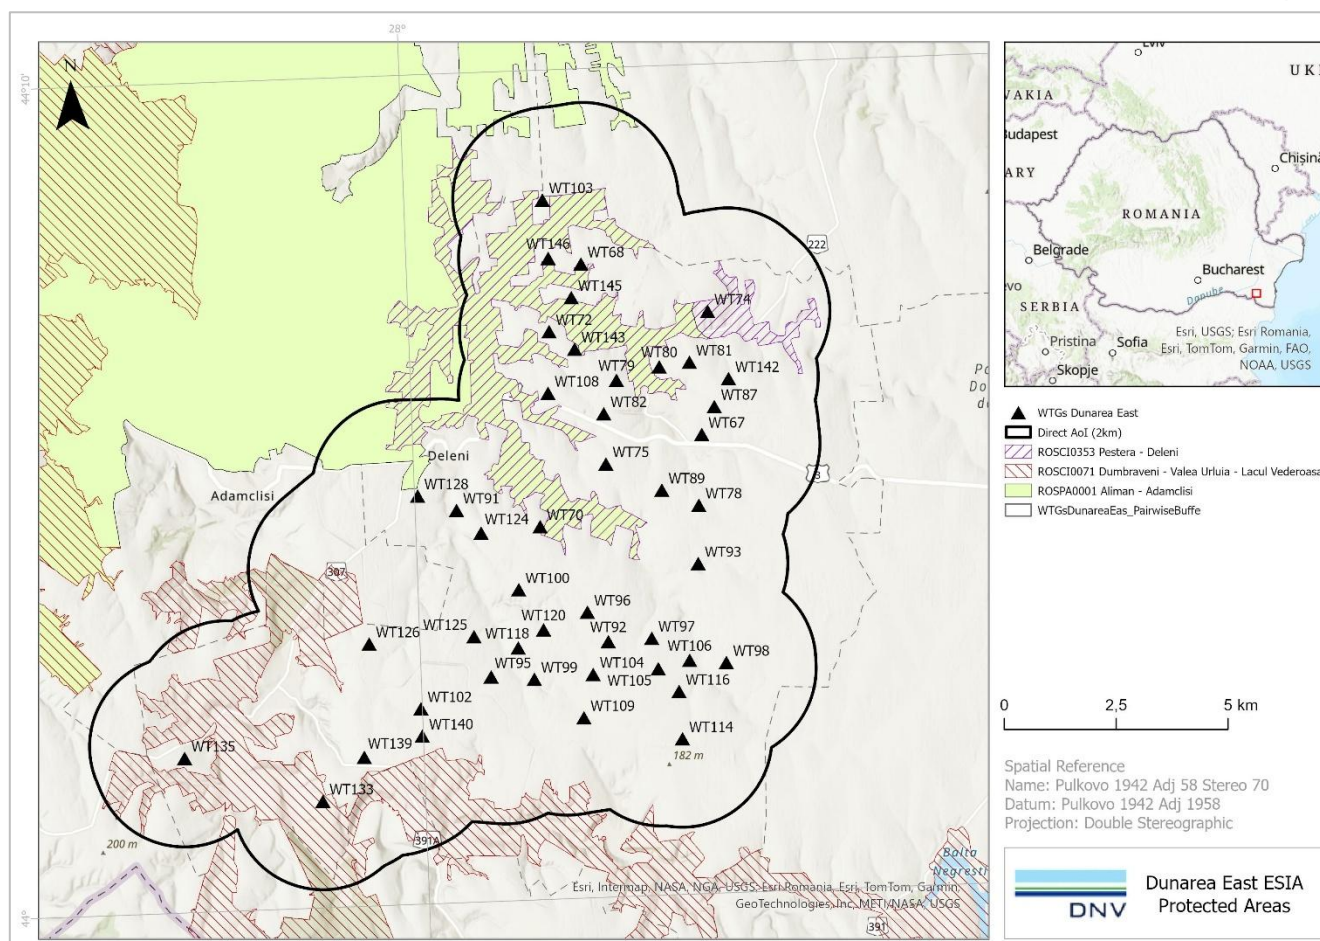 28°
44°10'
N
WT103
WT146
WT68
222
WT145
WT74
WT72
WT143
WT80
WT81
WT79
WT142
WT108
WT87
WT82
WT67
Deleni
WT75
3
Adamclisi
WT128
WT89
WT91
WT78
WT124
WT70
WT93
307
WT100
WT96
WT120
WT125
WT126
WT118
WT92
WT97
WT106
WT98
WT95
WT99
WT104
WT105
WT116
WT102
WT109
WT140
WT114
182 m
WT135
WT139
WT133
200 m
391A
Balta
Negresti
Esri, Intermap, NASA, NGA, USGS; Esri Romania, Esri, TomTom, Garmin,
GeoTechnologies, Inc, METI/NASA, USGS
391
44°
UKI
VAKIA
Budapest
Chișină
ARY
ROMANIA
Belgrade
Bucharest
evo
Danube
SERBIA
Esri, USGS; Esri Romania,
Pristina
Sofia
Esri, TomTom, Garmin, FAO,
NOAA, USGS
Skopje
WTGs Dunarea East
Direct AoI (2km)
ROSCI0353 Pestera - Deleni
ROSCI0071 Dumbraveni - Valea Urluia - Lacul Vederoasa
ROSPA0001 Aliman - Adamclisi
WTGsDunareaEas_PairwiseBuffe
0 2,5 5 km
Spatial Reference
Name: Pulkovo 1942 Adj 58 Stereo 70
Datum: Pulkovo 1942 Adj 1958
Projection: Double Stereographic
DNV
Dunarea East ESIA
Protected Areas